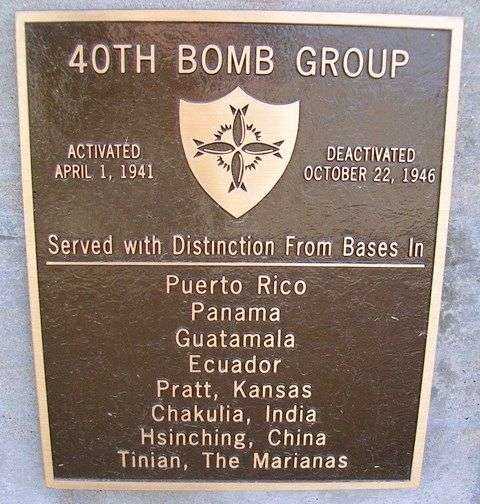 40TH BOMB GROUP
ACTIVATED
APRIL 1, 1941
DEACTIVATED
OCTOBER 22, 1946
Served with Distinction From Bases In
Puerto Rico
Panama
Guatamala
Ecuador
Pratt, Kansas
Chakulia, India
Hsinching, China
Tinian, The Marianas